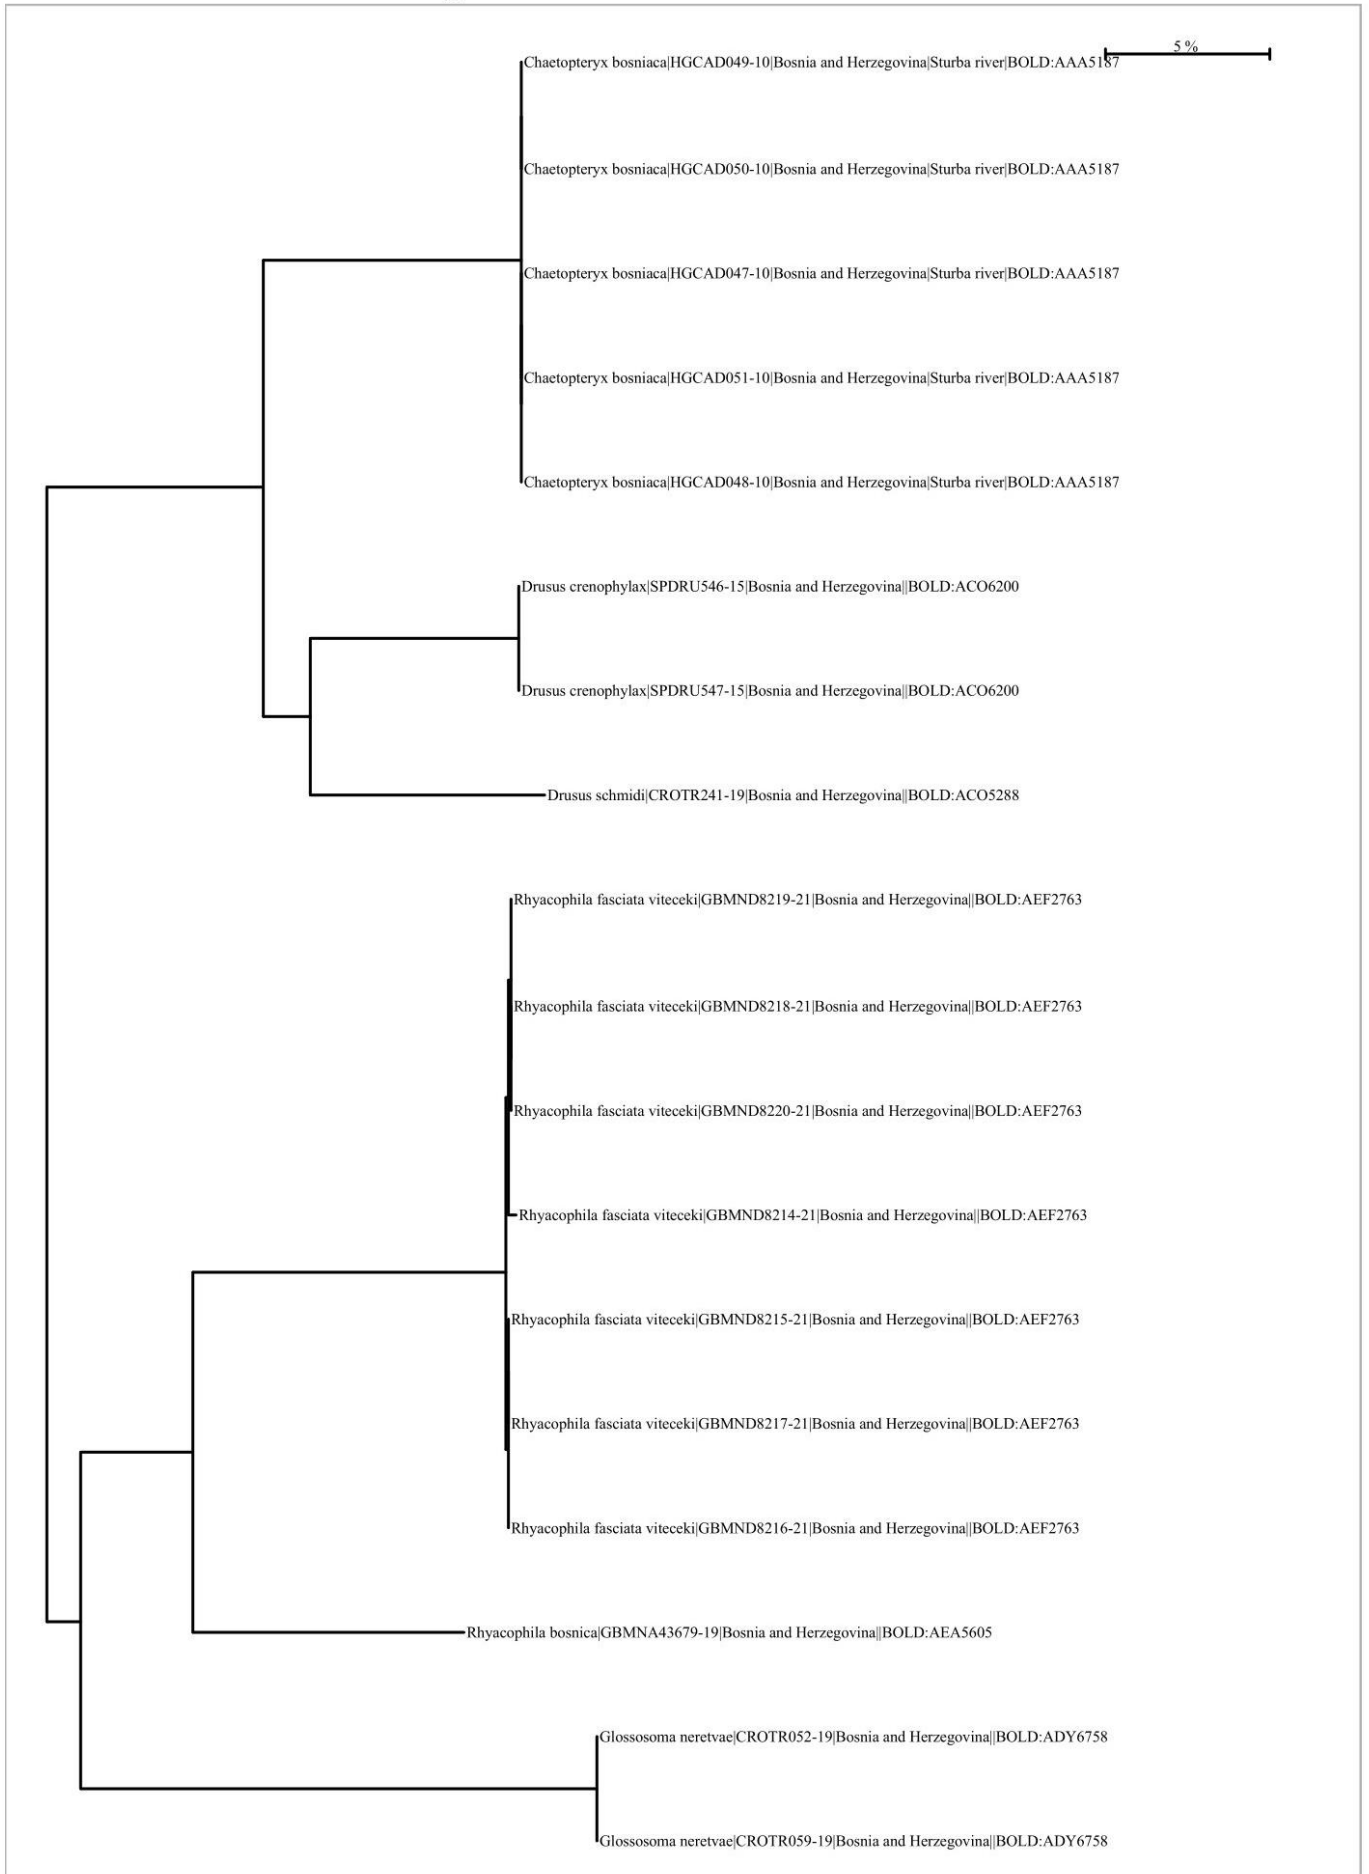 5 %
Chaetopteryx bosniaca|HGCAD049-10|Bosnia and Herzegovina|Sturba river|BOLD:AAA5187
Chaetopteryx bosniaca|HGCAD050-10|Bosnia and Herzegovina|Sturba river|BOLD:AAA5187
Chaetopteryx bosniaca|HGCAD047-10|Bosnia and Herzegovina|Sturba river|BOLD:AAA5187
Chaetopteryx bosniaca|HGCAD051-10|Bosnia and Herzegovina|Sturba river|BOLD:AAA5187
Chaetopteryx bosniaca|HGCAD048-10|Bosnia and Herzegovina|Sturba river|BOLD:AAA5187
Drusus crenophylax|SPDRU546-15|Bosnia and Herzegovina||BOLD:ACO6200
Drusus crenophylax|SPDRU547-15|Bosnia and Herzegovina||BOLD:ACO6200
Drusus schmidi|CROTR241-19|Bosnia and Herzegovina||BOLD:ACO5288
Rhyacophila fasciata viteceki|GBMND8219-21|Bosnia and Herzegovina||BOLD:AEF2763
Rhyacophila fasciata viteceki|GBMND8218-21|Bosnia and Herzegovina||BOLD:AEF2763
Rhyacophila fasciata viteceki|GBMND8220-21|Bosnia and Herzegovina||BOLD:AEF2763
Rhyacophila fasciata viteceki|GBMND8214-21|Bosnia and Herzegovina||BOLD:AEF2763
Rhyacophila fasciata viteceki|GBMND8215-21|Bosnia and Herzegovina||BOLD:AEF2763
Rhyacophila fasciata viteceki|GBMND8217-21|Bosnia and Herzegovina||BOLD:AEF2763
Rhyacophila fasciata viteceki|GBMND8216-21|Bosnia and Herzegovina||BOLD:AEF2763
Rhyacophila bosnica|GBMNA43679-19|Bosnia and Herzegovina||BOLD:AEA5605
Glossosoma neretvae|CROTR052-19|Bosnia and Herzegovina||BOLD:ADY6758
Glossosoma neretvae|CROTR059-19|Bosnia and Herzegovina||BOLD:ADY6758